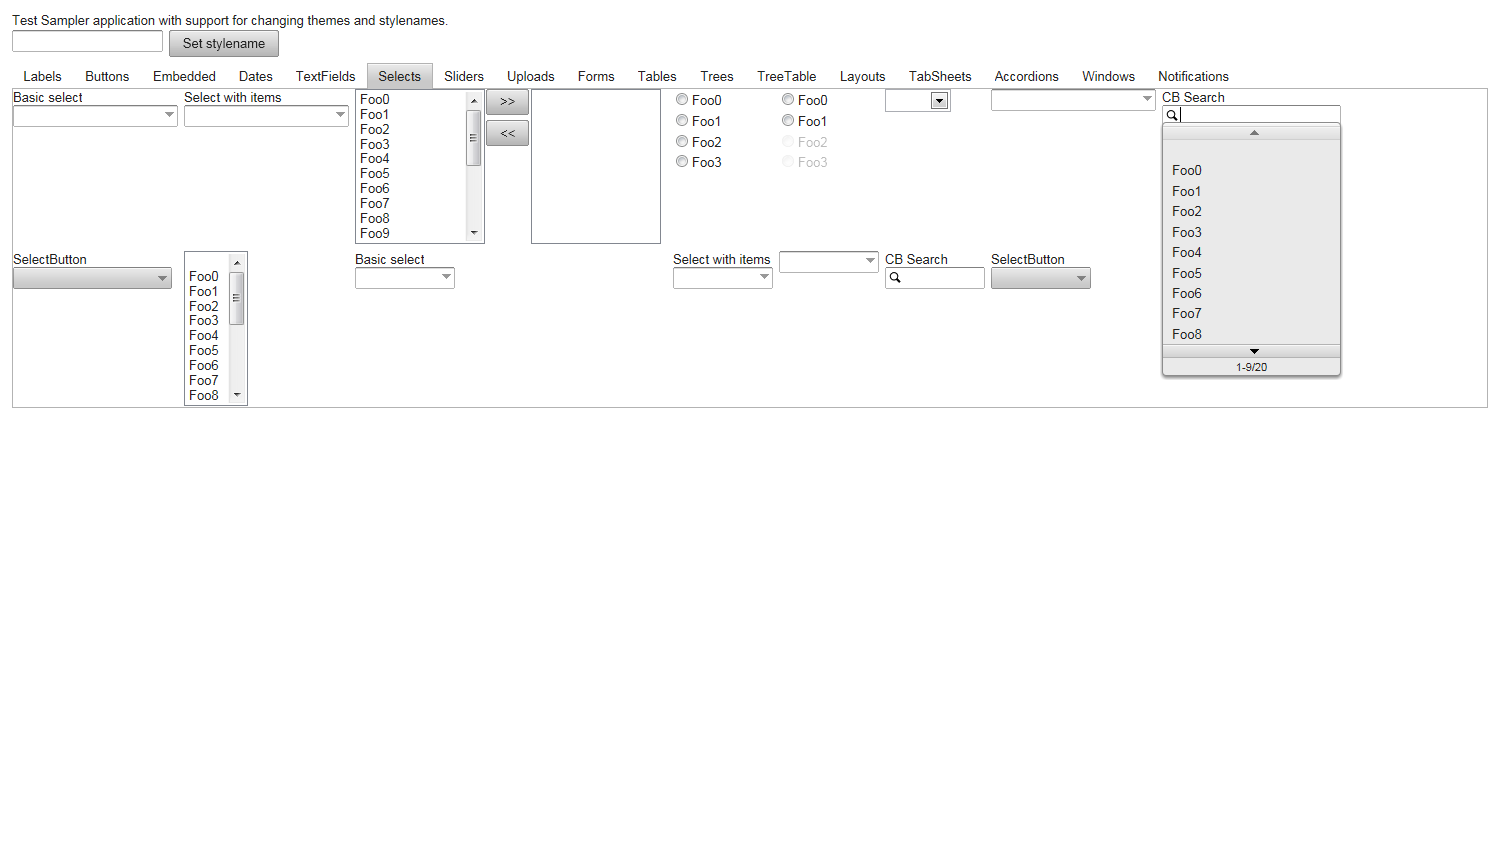 Test Sampler application with support for changing themes and stylenames.
Set stylename
Labels Buttons Embedded Dates TextFields Selects Sliders Uploads Forms Tables Trees TreeTable Layouts TabSheets Accordions Windows Notifications
Basic select
Select with items
Foo0
Foo1
Foo2
Foo3
Foo4
Foo5
Foo6
Foo7
Foo8
Foo9
>>
<<
Foo0
Foo1
Foo2
Foo3
Foo0
Foo1
Foo2
Foo3
CB Search
Foo0
Foo1
Foo2
Foo3
Foo4
Foo5
Foo6
Foo7
Foo8
1-9/20
SelectButton
Foo0
Foo1
Foo2
Foo3
Foo4
Foo5
Foo6
Foo7
Foo8
Basic select
Select with items
CB Search
SelectButton